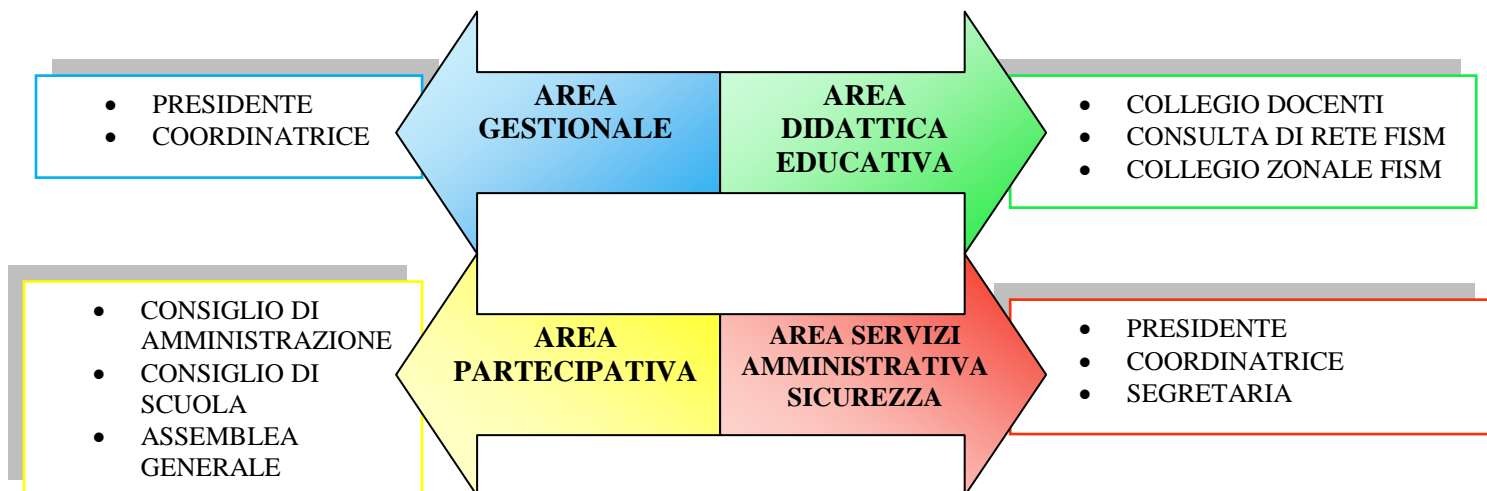 • PRESIDENTE
• COORDINATRICE
AREA
GESTIONALE
AREA
DIDATTICA
EDUCATIVA
• COLLEGIO DOCENTI
• CONSULTA DI RETE FISM
• COLLEGIO ZONALE FISM
• CONSIGLIO DI
AMMINISTRAZIONE
• CONSIGLIO DI
SCUOLA
• ASSEMBLEA
GENERALE
AREA
PARTECIPATIVA
AREA SERVIZI
AMMINISTRATIVA
SICUREZZA
• PRESIDENTE
• COORDINATRICE
• SEGRETARIA